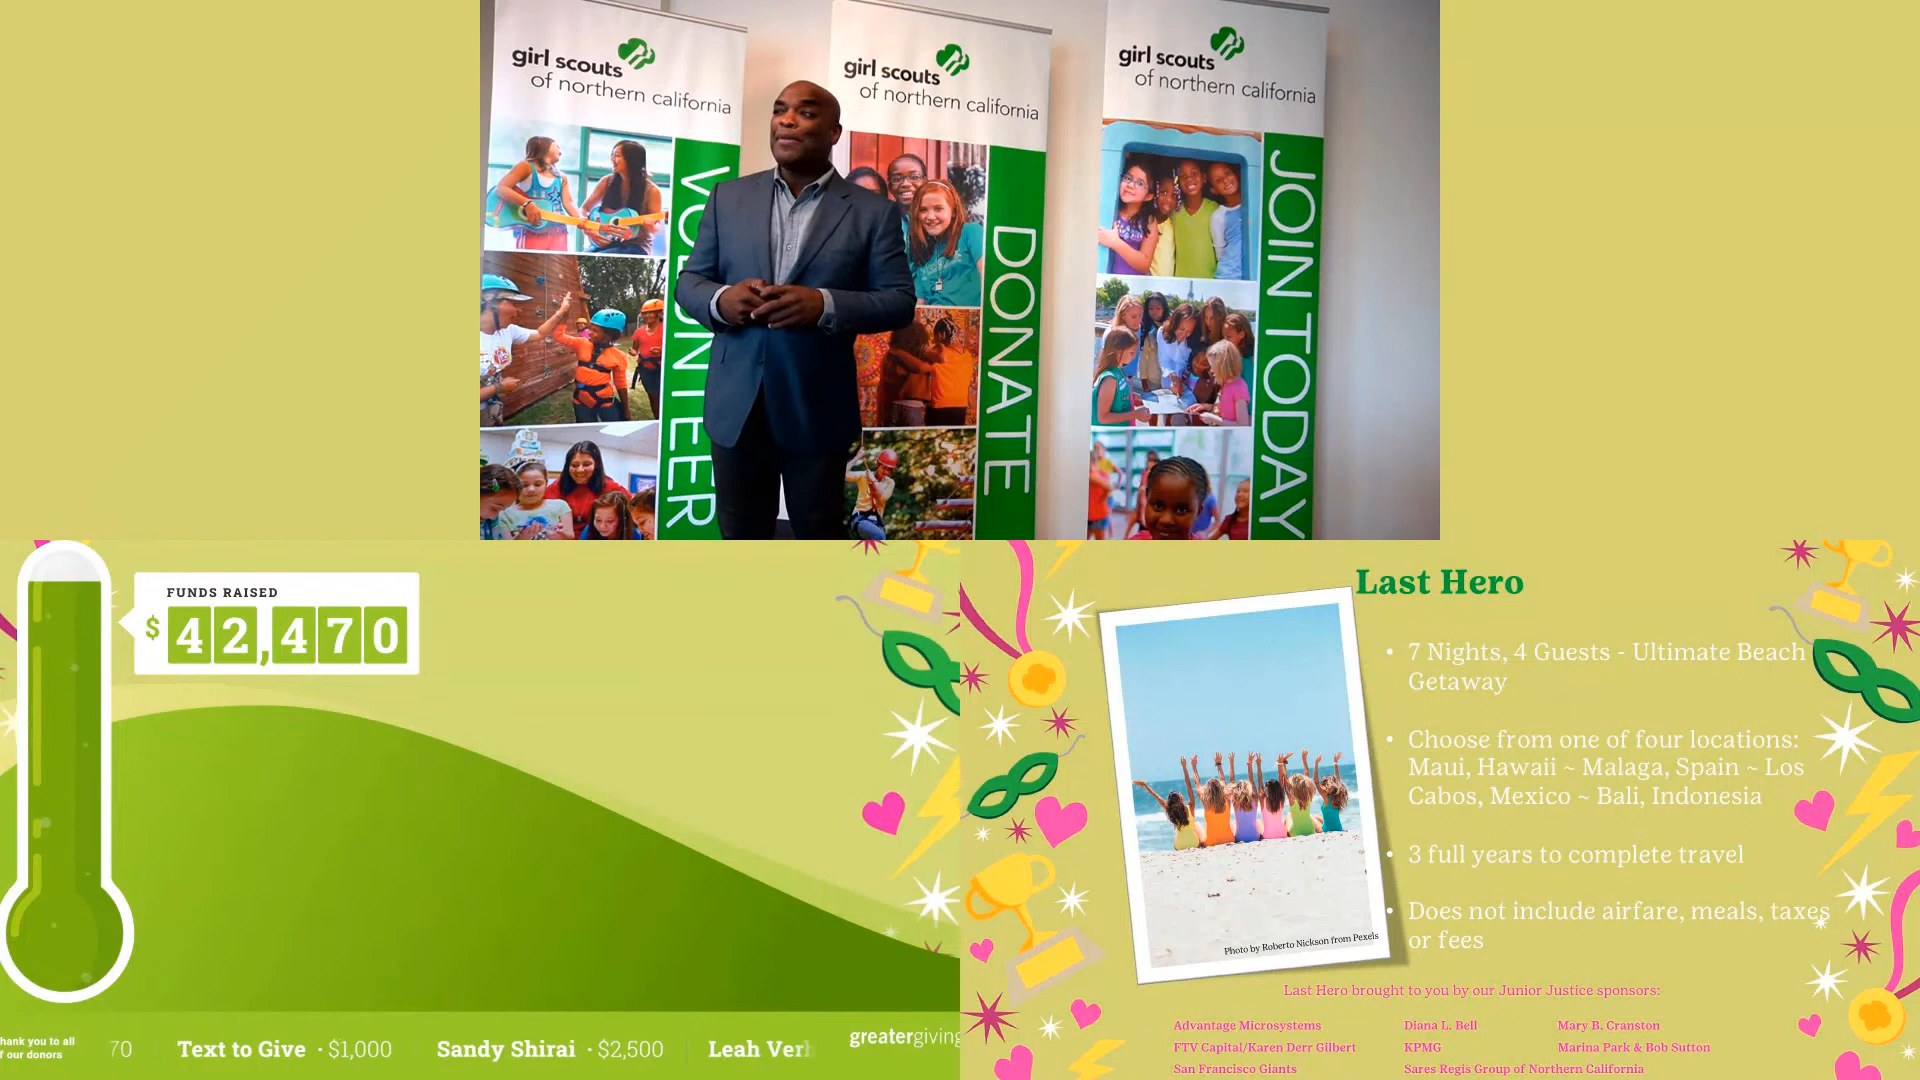 girl scouts
of northern california
VOLUNTEER
girl scouts
of northern california
DONATE
girl scouts
of northern california
JOIN TODAY
FUNDS RAISED
$42,470
hank you to all
f our donors
70
Text to Give · $1,000
Sandy Shirai · $2,500
Leah
greatergiving
Last Hero
• 7 Nights, 4 Guests - Ultimate Beach
Getaway
• Choose from one of four locations:
Maui, Hawaii ~ Malaga, Spain ~ Los
Cabos, Mexico ~ Bali, Indonesia
• 3 full years to complete travel
• Does not include airfare, meals, taxes
or fees
Photo by Roberto Nickson from Pexels
Last Hero brought to you by our Junior Justice sponsors:
Advantage Microsystems
Diana L. Bell
Mary B. Cranston
FTV Capital/Karen Derr Gilbert
KPMG
Marina Park & Bob Sutton
San Francisco Giants
Sares Regis Group of Northern California